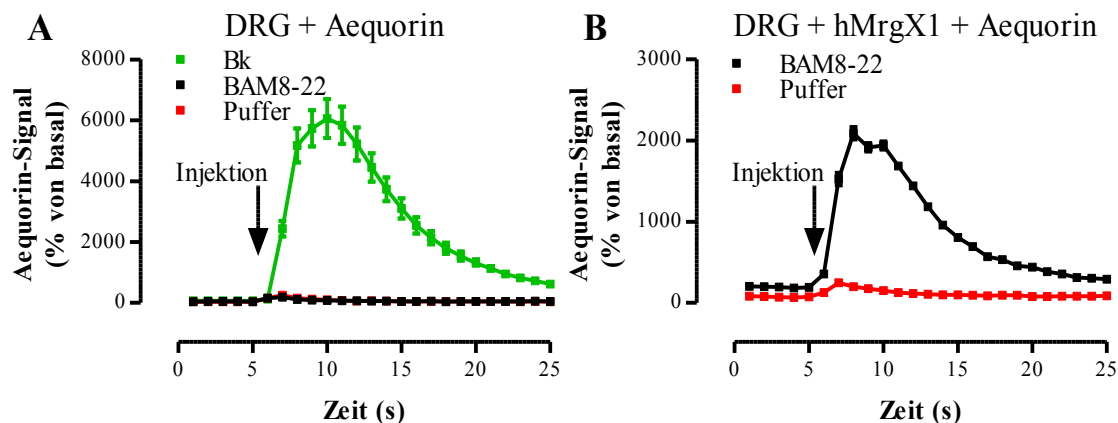 A
DRG + Aequorin
8000
6000
4000
2000
0
Aequorin-Signal
(% von basal)
Bk
BAM8-22
Puffer
Injektion
0 5 10 15 20 25
Zeit (s)
B
DRG + hMrgX1 + Aequorin
3000
2000
1000
0
Aequorin-Signal
(% von basal)
BAM8-22
Puffer
Injektion
0 5 10 15 20 25
Zeit (s)